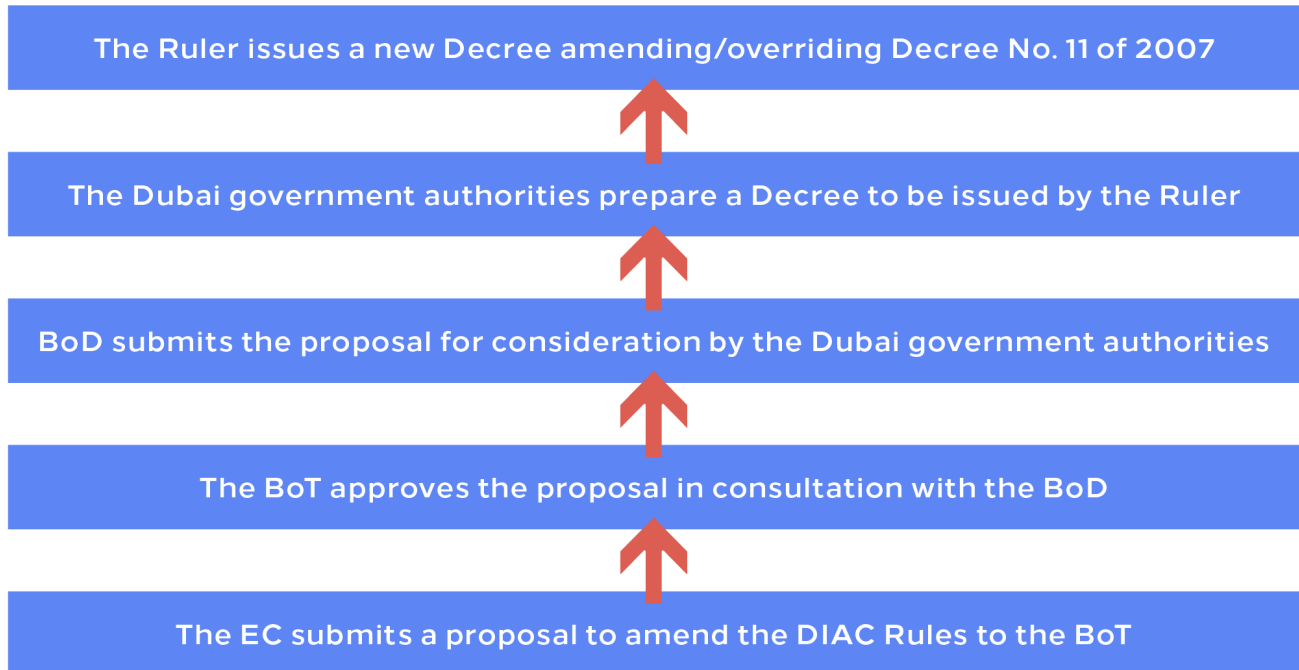 The Ruler issues a new Decree amending/overriding Decree No. 11 of 2007
The Dubai government authorities prepare a Decree to be issued by the Ruler
BoD submits the proposal for consideration by the Dubai government authorities
The BoT approves the proposal in consultation with the BoD
The EC submits a proposal to amend the DIAC Rules to the BoT